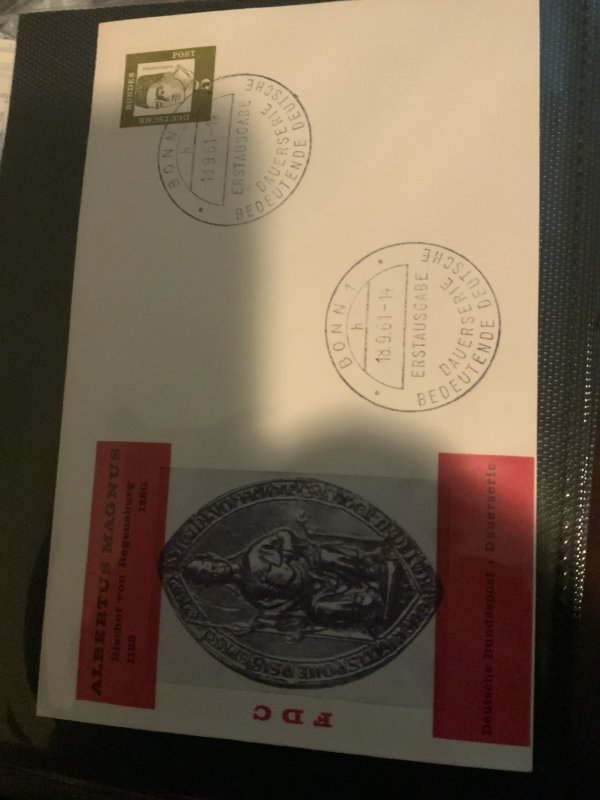 DEUTSCHE
BUNDES
POST
5
BONN 1
h
18.9.61-14
ERSTAUSGABE
DAUERSERIE
BEDEUTENDE DEUTSCHE
BONN 1
h
18.9.61-14
ERSTAUSGABE
DAUERSERIE
BEDEUTENDE DEUTSCHE
ALBERTUS MAGNUS
Bischof von Regensburg
1193 1280
FDC
Deutsche Bundespost · Dauerserie